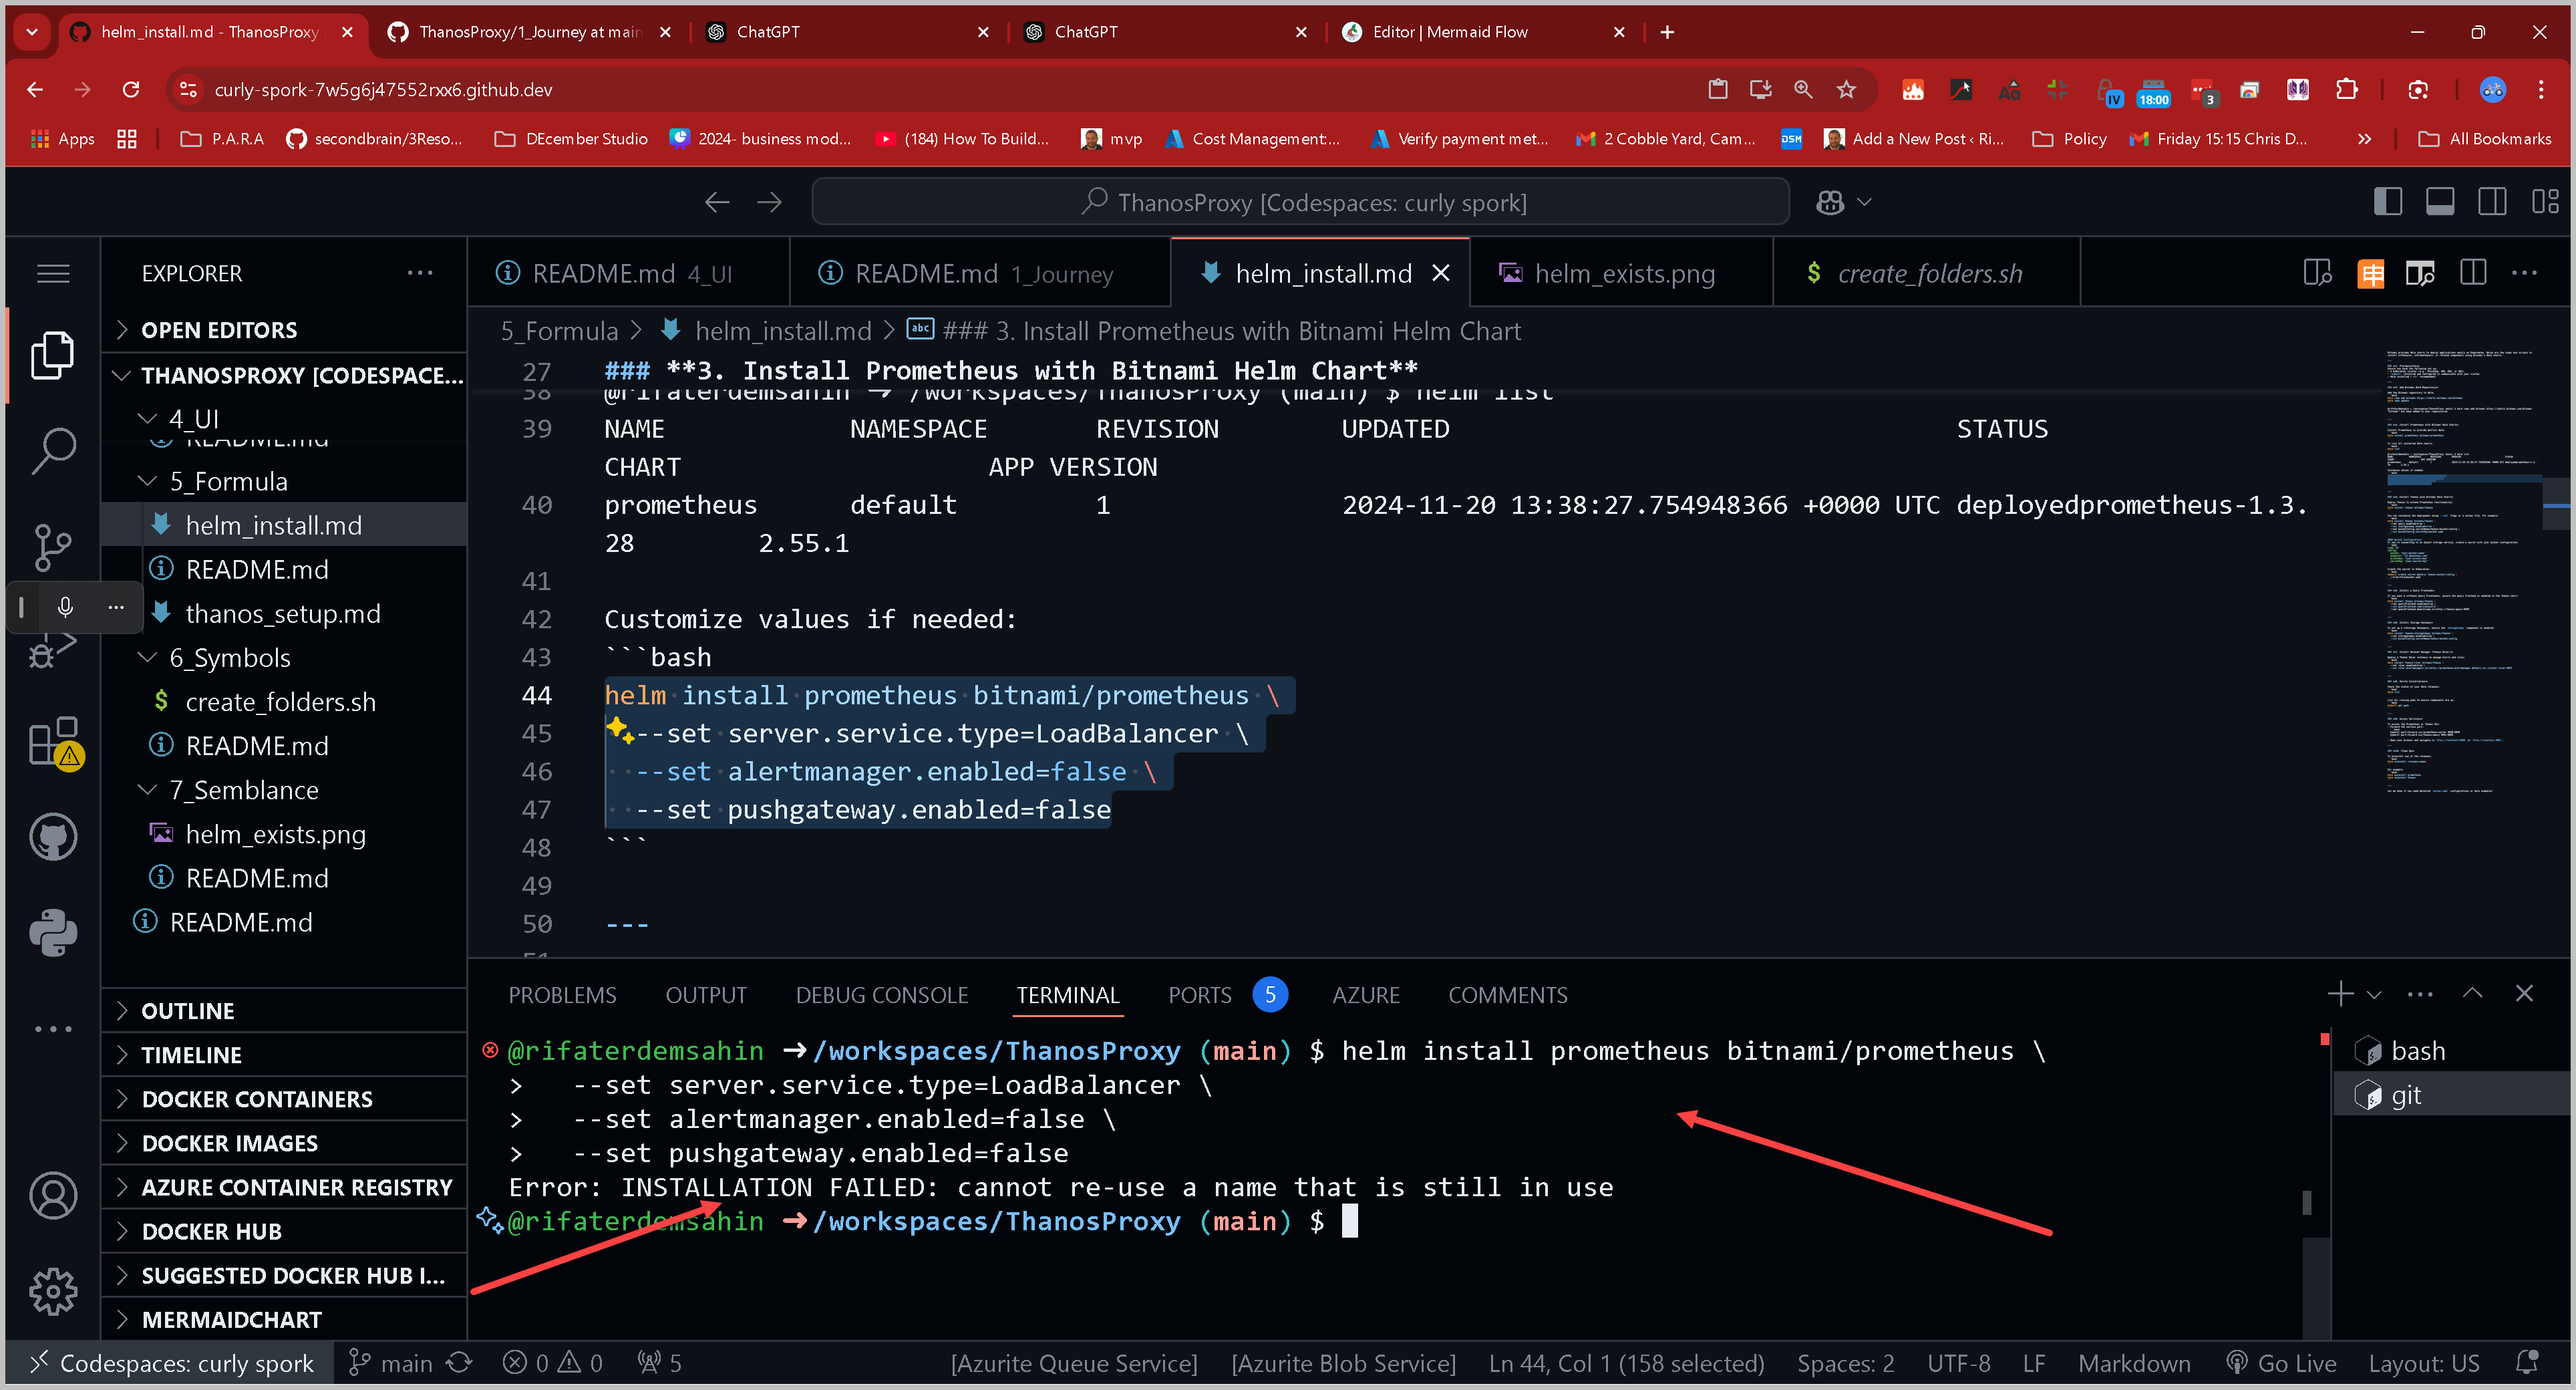 helm_install.md - ThanosProxy
ThanosProxy/1_Journey at main
ChatGPT
ChatGPT
Editor | Mermaid Flow
curly-spork-7w5g6j47552rxx6.github.dev
IV
18:00
3
Apps
P.A.R.A
secondbrain/3Reso...
DEcember Studio
2024- business mod...
(184) How To Build...
mvp
Cost Management:...
Verify payment met...
2 Cobble Yard, Cam...
DSM
Add a New Post ‹ Ri...
Policy
Friday 15:15 Chris D...
All Bookmarks
ThanosProxy [Codespaces: curly spork]
EXPLORER
OPEN EDITORS
THANOSPROXY [CODESPACE...
4_UI
README.md
5_Formula
helm_install.md
README.md
thanos_setup.md
6_Symbols
create_folders.sh
README.md
7_Semblance
helm_exists.png
README.md
README.md
OUTLINE
TIMELINE
DOCKER CONTAINERS
DOCKER IMAGES
AZURE CONTAINER REGISTRY
DOCKER HUB
SUGGESTED DOCKER HUB I...
MERMAIDCHART
README.md 4_UI
README.md 1_Journey
helm_install.md
helm_exists.png
create_folders.sh
5_Formula > helm_install.md > abc ### 3. Install Prometheus with Bitnami Helm Chart
27 ### **3. Install Prometheus with Bitnami Helm Chart**
38 @rifaterdemsahin → /workspaces/ThanosProxy (main) $ helm list
39 NAME NAMESPACE REVISION UPDATED STATUS
CHART APP VERSION
40 prometheus default 1 2024-11-20 13:38:27.754948366 +0000 UTC deployedprometheus-1.3.
28 2.55.1
41
42 Customize values if needed:
43 ```bash
44 helm install prometheus bitnami/prometheus \
45 --set server.service.type=LoadBalancer \
46 --set alertmanager.enabled=false \
47 --set pushgateway.enabled=false
48 ```
49
50 ---
51
PROBLEMS
OUTPUT
DEBUG CONSOLE
TERMINAL
PORTS 5
AZURE
COMMENTS
@rifaterdemsahin ➜/workspaces/ThanosProxy (main) $ helm install prometheus bitnami/prometheus \
> --set server.service.type=LoadBalancer \
> --set alertmanager.enabled=false \
> --set pushgateway.enabled=false
Error: INSTALLATION FAILED: cannot re-use a name that is still in use
@rifaterdemsahin ➜/workspaces/ThanosProxy (main) $
bash
git
Codespaces: curly spork
main
0
0
5
[Azurite Queue Service]
[Azurite Blob Service]
Ln 44, Col 1 (158 selected)
Spaces: 2
UTF-8
LF
Markdown
Go Live
Layout: US